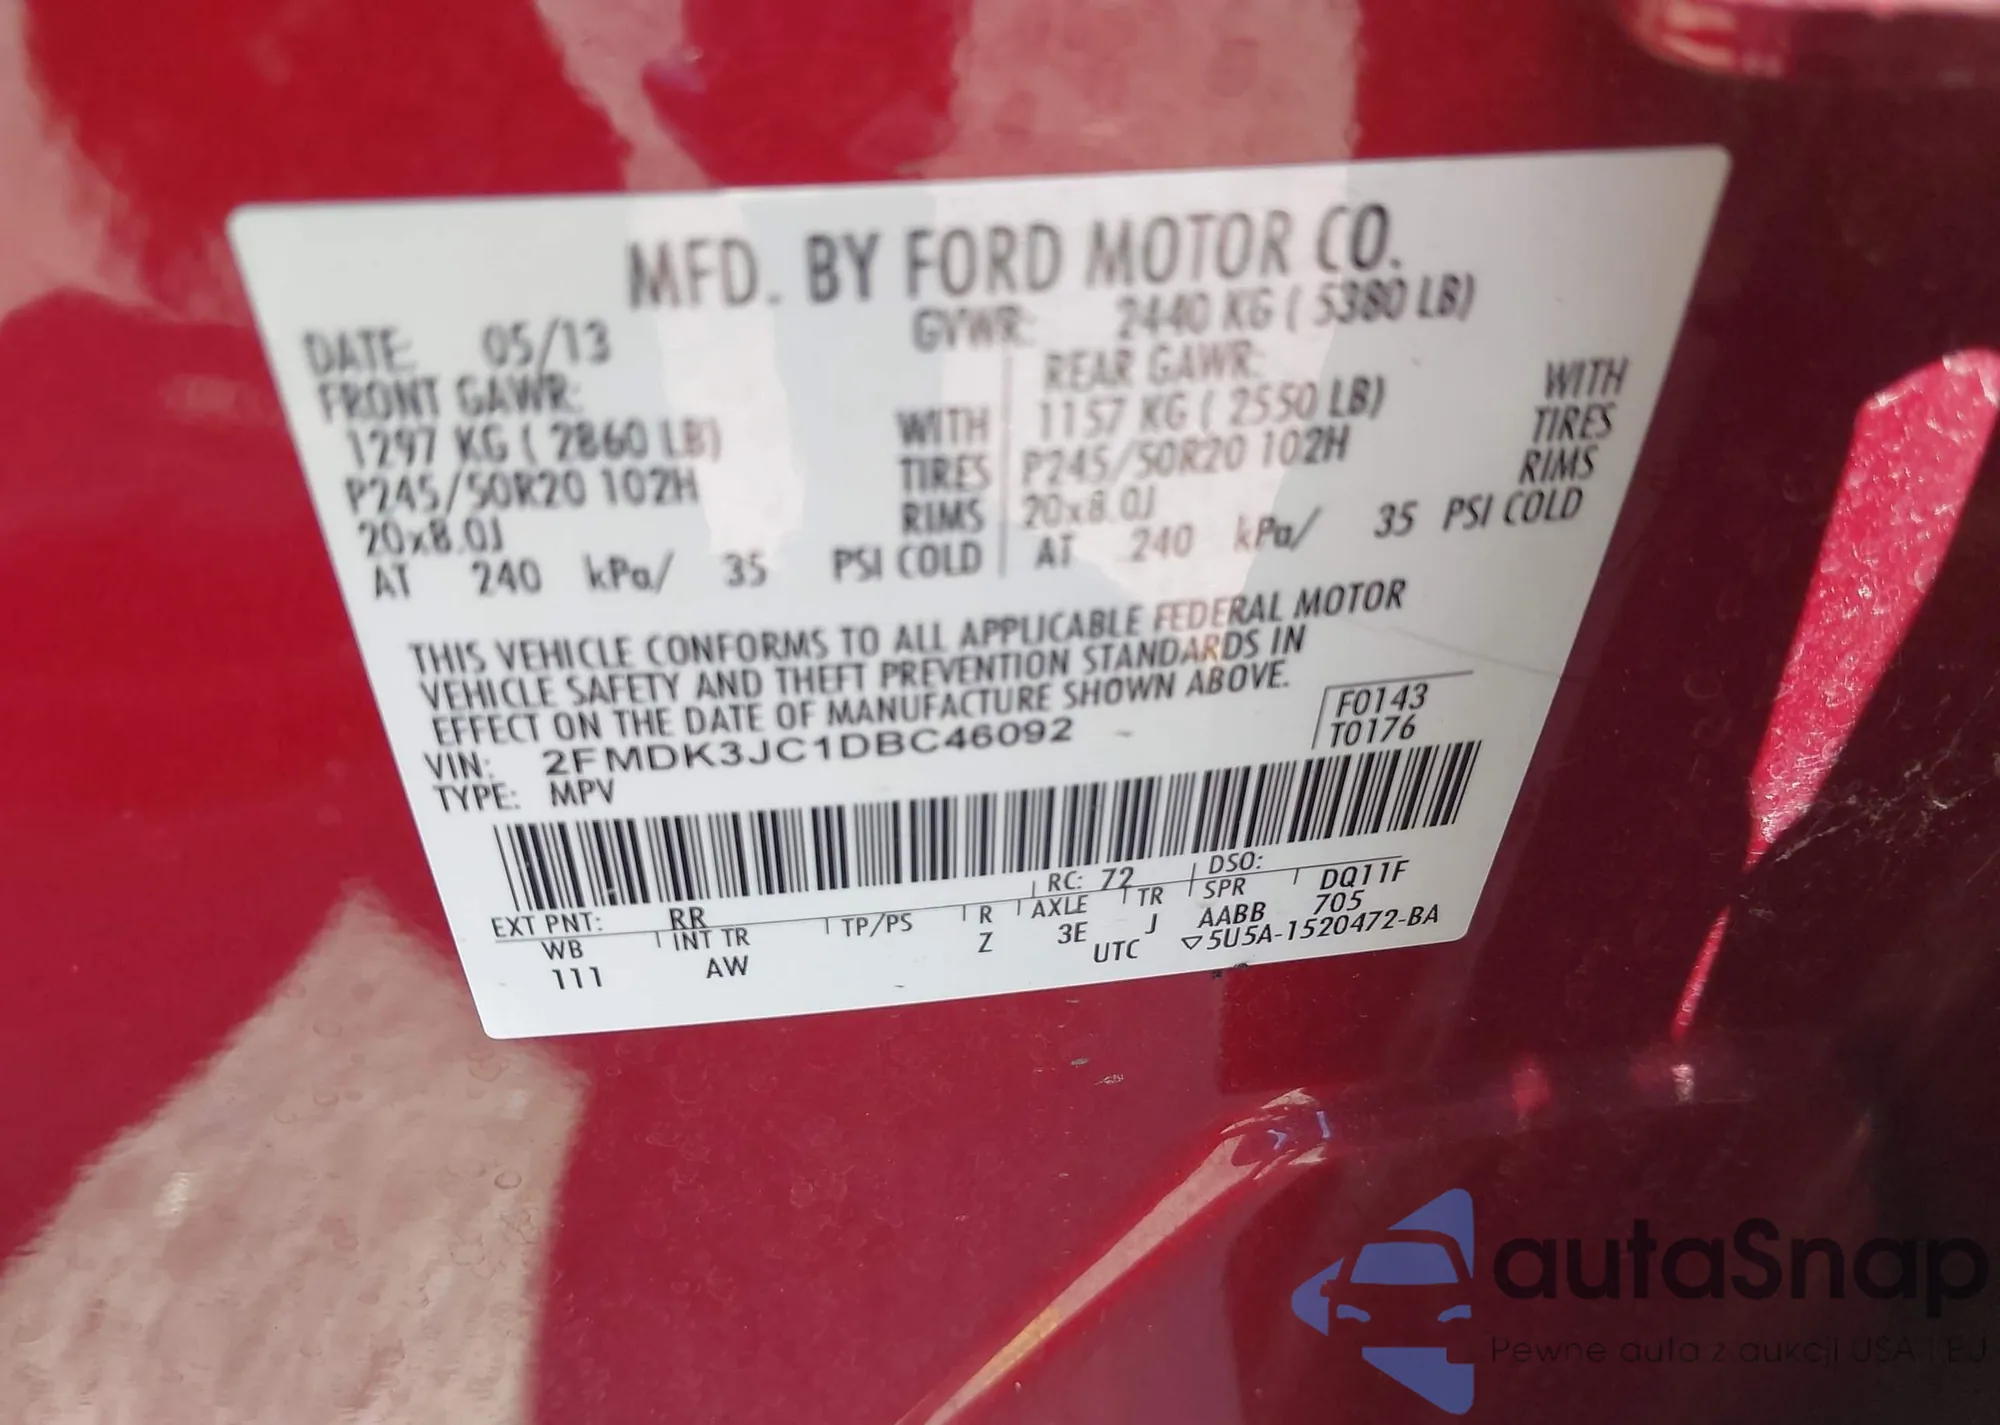 MFD. BY FORD MOTOR CO.
DATE: 05/13 GVWR: 2440 KG ( 5380 LB)
FRONT GAWR: REAR GAWR:
1297 KG ( 2860 LB) WITH 1157 KG ( 2550 LB) WITH
P245/50R20 102H TIRES P245/50R20 102H TIRES
20x8.0J RIMS 20x8.0J RIMS
AT 240 kPa/ 35 PSI COLD AT 240 kPa/ 35 PSI COLD
THIS VEHICLE CONFORMS TO ALL APPLICABLE FEDERAL MOTOR
VEHICLE SAFETY AND THEFT PREVENTION STANDARDS IN
EFFECT ON THE DATE OF MANUFACTURE SHOWN ABOVE.
F0143
VIN: 2FMDK3JC1DBC46092 T0176
TYPE: MPV
EXT PNT: RR RC: 72 DSO:
WB INT TR TP/PS R AXLE TR SPR DQ11F
111 AW Z 3E J AABB 705
UTC ▽5U5A-1520472-BA
autaSnap
Pewne auta z aukcji USA i EU